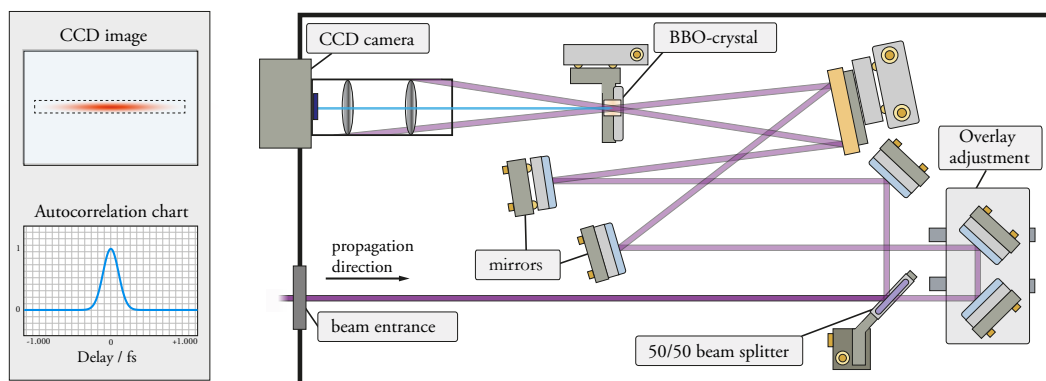 CCD image
Autocorrelation chart
1
0
-1.000
0
+1.000
Delay / fs
CCD camera
BBO-crystal
Overlay
adjustment
mirrors
propagation
direction
beam entrance
50/50 beam splitter